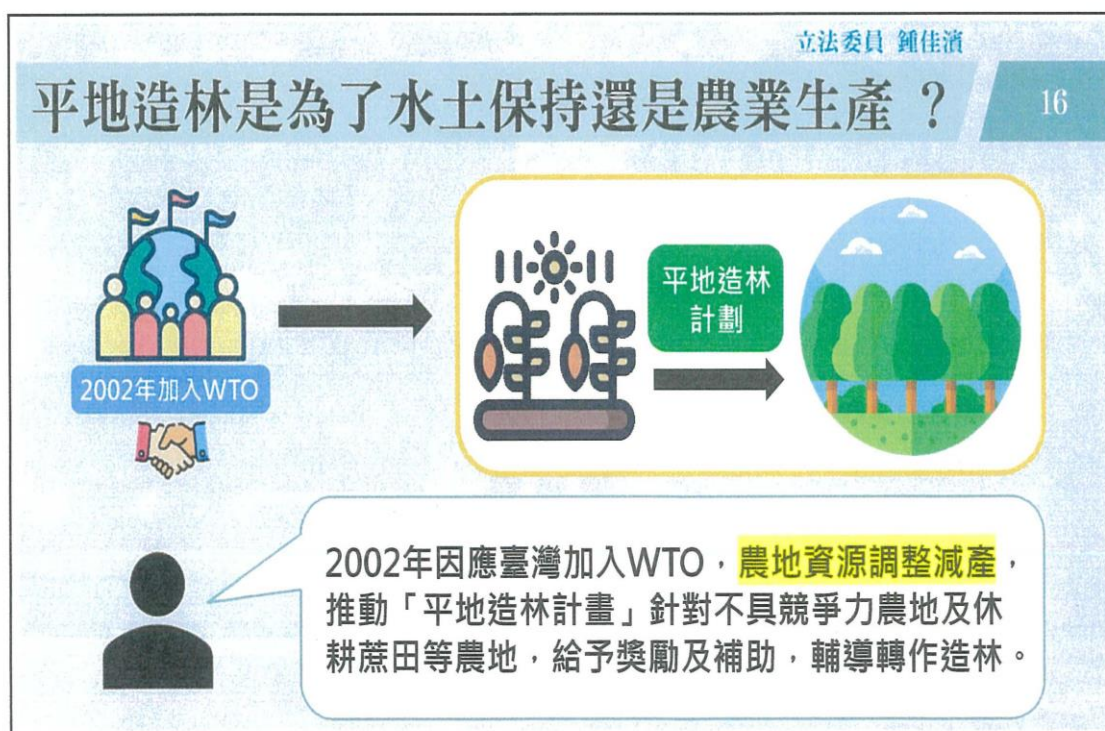 立法委員 鍾佳濱
平地造林是為了水土保持還是農業生產 ?
16
2002年加入WTO
平地造林
計劃
2002年因應臺灣加入WTO，農地資源調整減產，
推動「平地造林計畫」針對不具競爭力農地及休
耕蔗田等農地，給予獎勵及補助，輔導轉作造林。